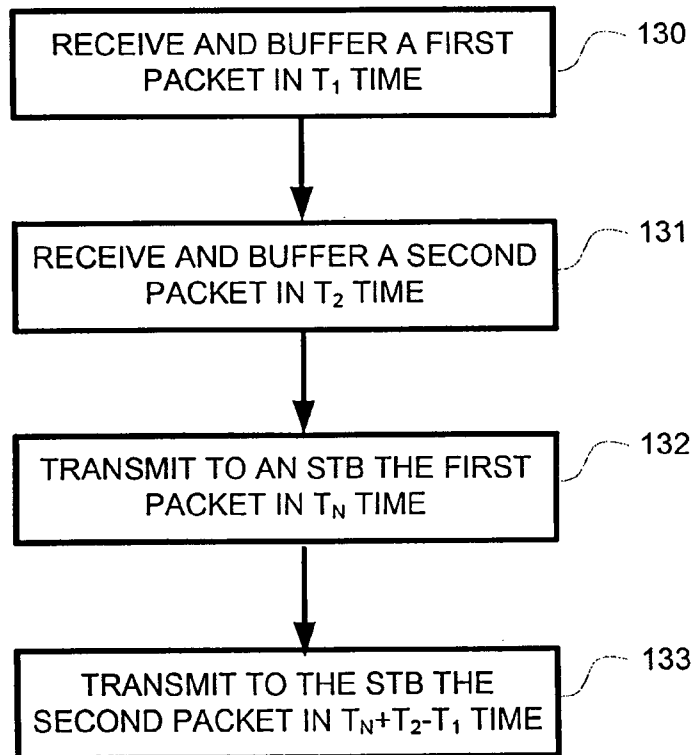 RECEIVE AND BUFFER A FIRST
PACKET IN T₁ TIME
130
RECEIVE AND BUFFER A SECOND
PACKET IN T₂ TIME
131
TRANSMIT TO AN STB THE FIRST
PACKET IN T_N TIME
132
TRANSMIT TO THE STB THE
SECOND PACKET IN T_N+T₂-T₁ TIME
133